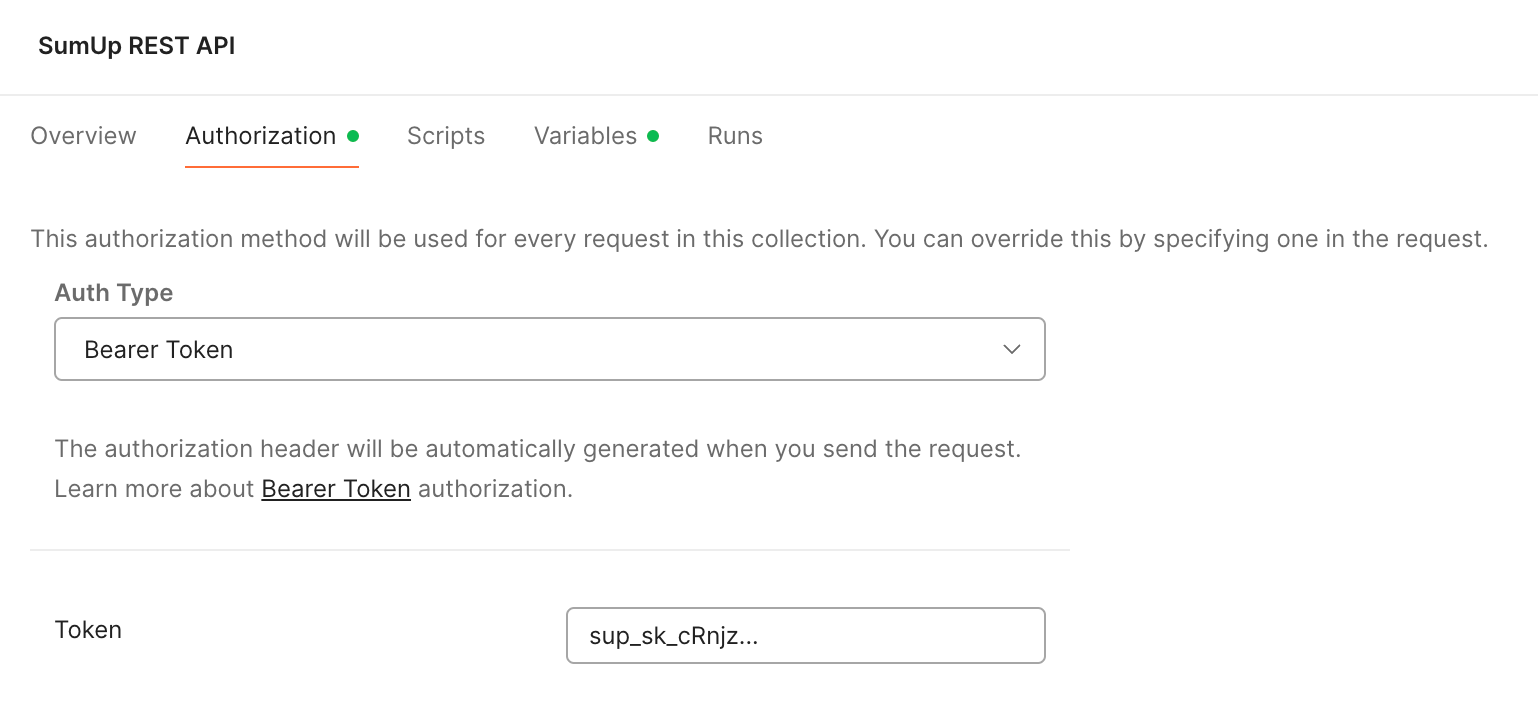 SumUp REST API
Overview Authorization Scripts Variables Runs
This authorization method will be used for every request in this collection. You can override this by specifying one in the request.
Auth Type
Bearer Token
The authorization header will be automatically generated when you send the request.
Learn more about Bearer Token authorization.
Token sup_sk_cRnjz...